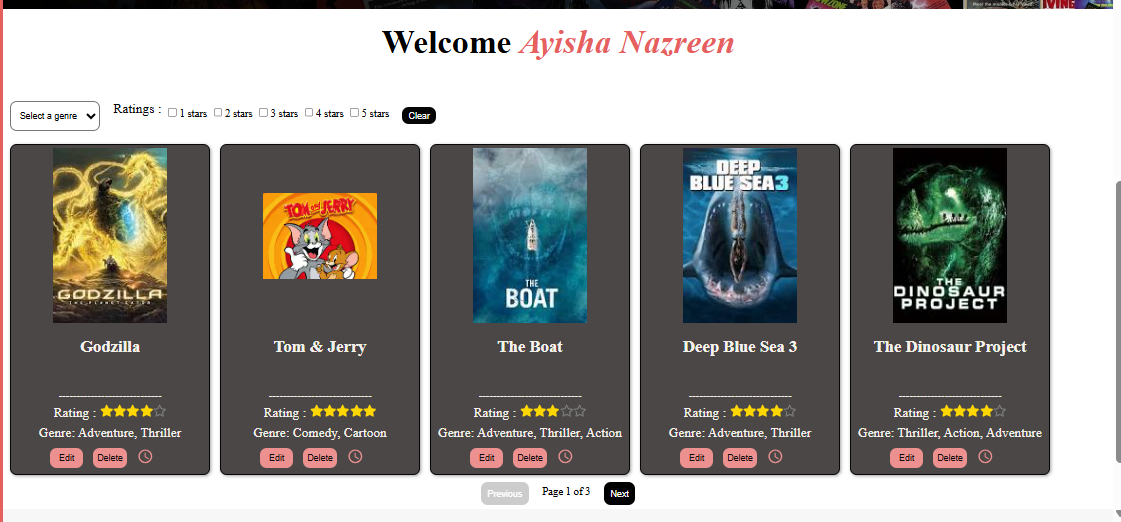 Welcome Ayisha Nazreen
Select a genre Ratings : 1 stars 2 stars 3 stars 4 stars 5 stars Clear
GODZILLA
THE PLANET EATER
TOM and JERRY
THE
BOAT
DEEP
BLUE SEA 3
THE
DINOSAUR
PROJECT
Godzilla
Tom & Jerry
The Boat
Deep Blue Sea 3
The Dinosaur Project
Rating :
Rating :
Rating :
Rating :
Rating :
Genre: Adventure, Thriller
Genre: Comedy, Cartoon
Genre: Adventure, Thriller, Action
Genre: Adventure, Thriller
Genre: Thriller, Action, Adventure
Edit Delete
Edit Delete
Edit Delete
Edit Delete
Edit Delete
Previous Page 1 of 3 Next